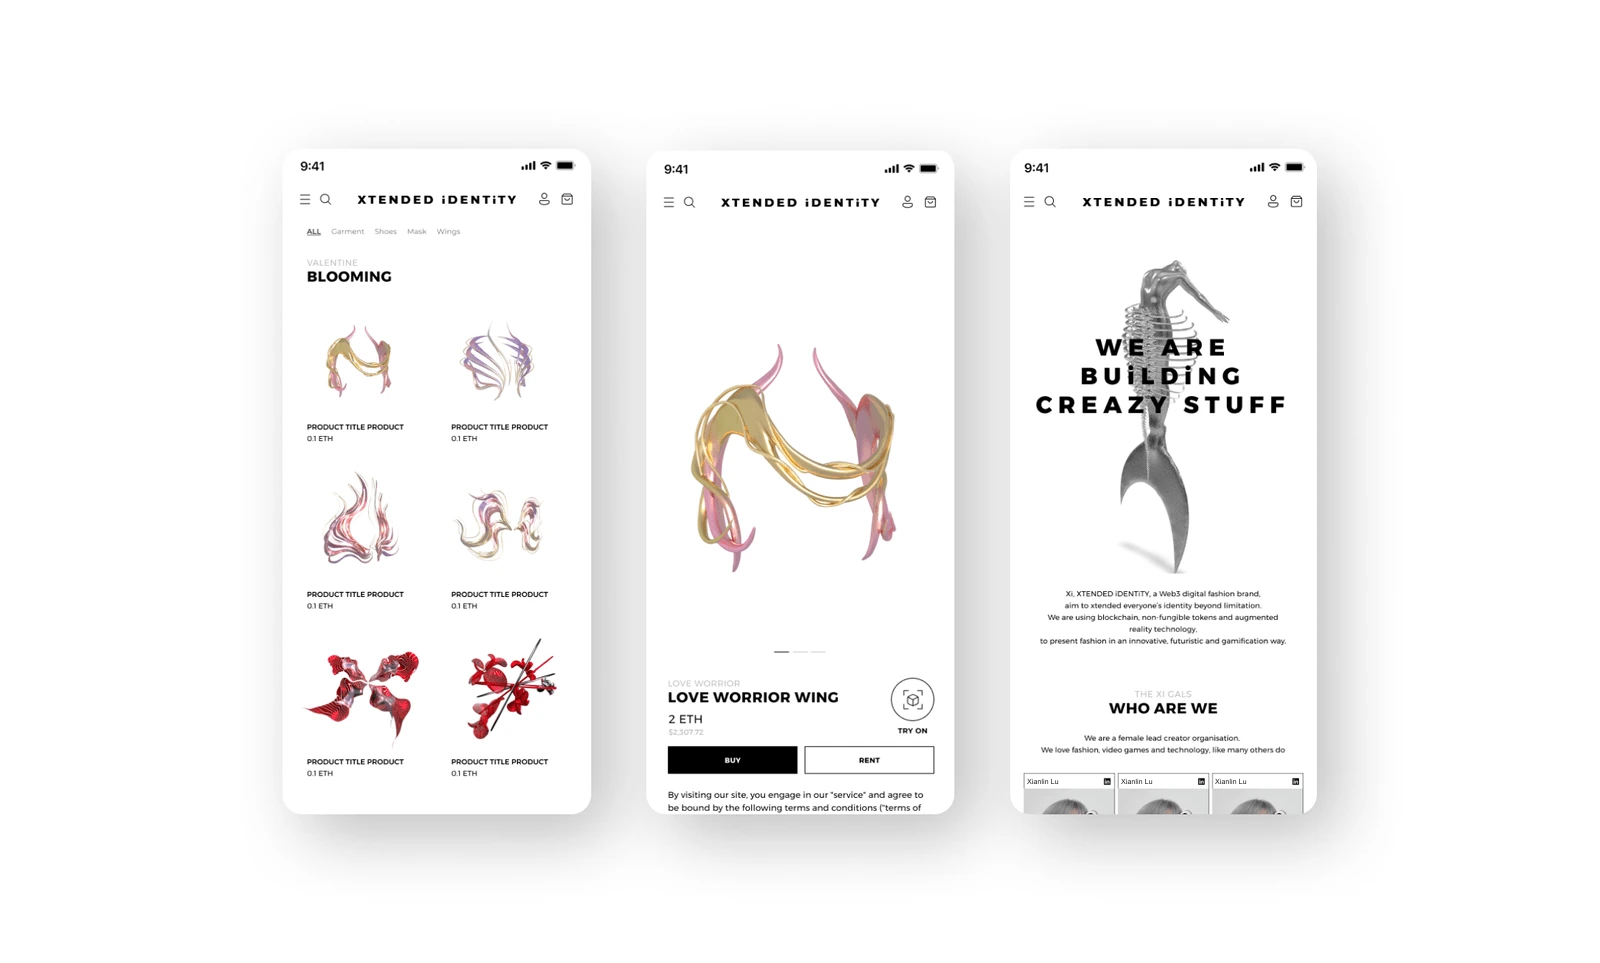 9:41
XTENDED iDENTiTY
ALL Garment Shoes Mask Wings
VALENTINE
BLOOMING
PRODUCT TITLE PRODUCT
0.1 ETH
PRODUCT TITLE PRODUCT
0.1 ETH
PRODUCT TITLE PRODUCT
0.1 ETH
PRODUCT TITLE PRODUCT
0.1 ETH
PRODUCT TITLE PRODUCT
0.1 ETH
PRODUCT TITLE PRODUCT
0.1 ETH
9:41
XTENDED iDENTiTY
LOVE WORRIOR
LOVE WORRIOR WING
2 ETH
$2,307.72
TRY ON
BUY
RENT
By visiting our site, you engage in our "service" and agree to
be bound by the following terms and conditions ("terms of
9:41
XTENDED iDENTiTY
WE ARE
BUiLDiNG
CREAZY STUFF
Xi, XTENDED iDENTiTY, a Web3 digital fashion brand,
aim to xtended everyone's identity beyond limitation.
We are using blockchain, non-fungible tokens and augmented
reality technology,
to present fashion in an innovative, futuristic and gamification way.
THE XI GALS
WHO ARE WE
We are a female lead creator organisation.
We love fashion, video games and technology, like many others do
Xianlin Lu in
Xianlin Lu in
Xianlin Lu in